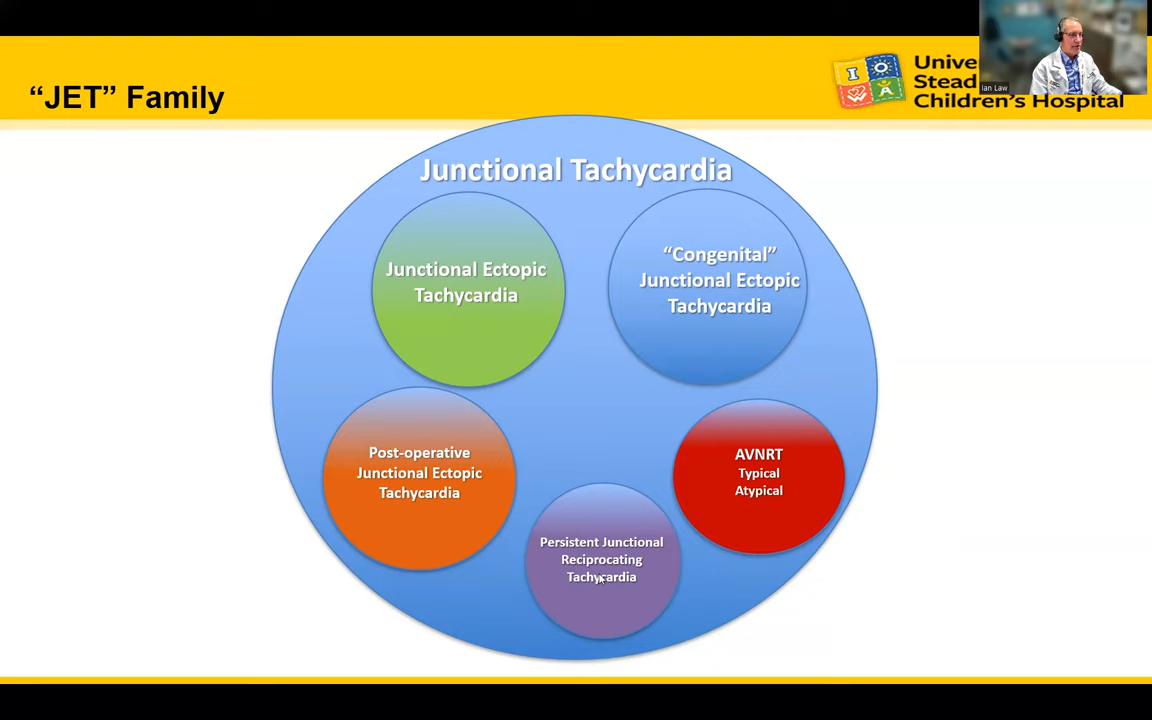 "JET" Family
I O W A
Stead
Children's Hospital
Ian Law
Junctional Tachycardia
Junctional Ectopic
Tachycardia
"Congenital"
Junctional Ectopic
Tachycardia
Post-operative
Junctional Ectopic
Tachycardia
AVNRT
Typical
Atypical
Persistent Junctional
Reciprocating
Tachycardia